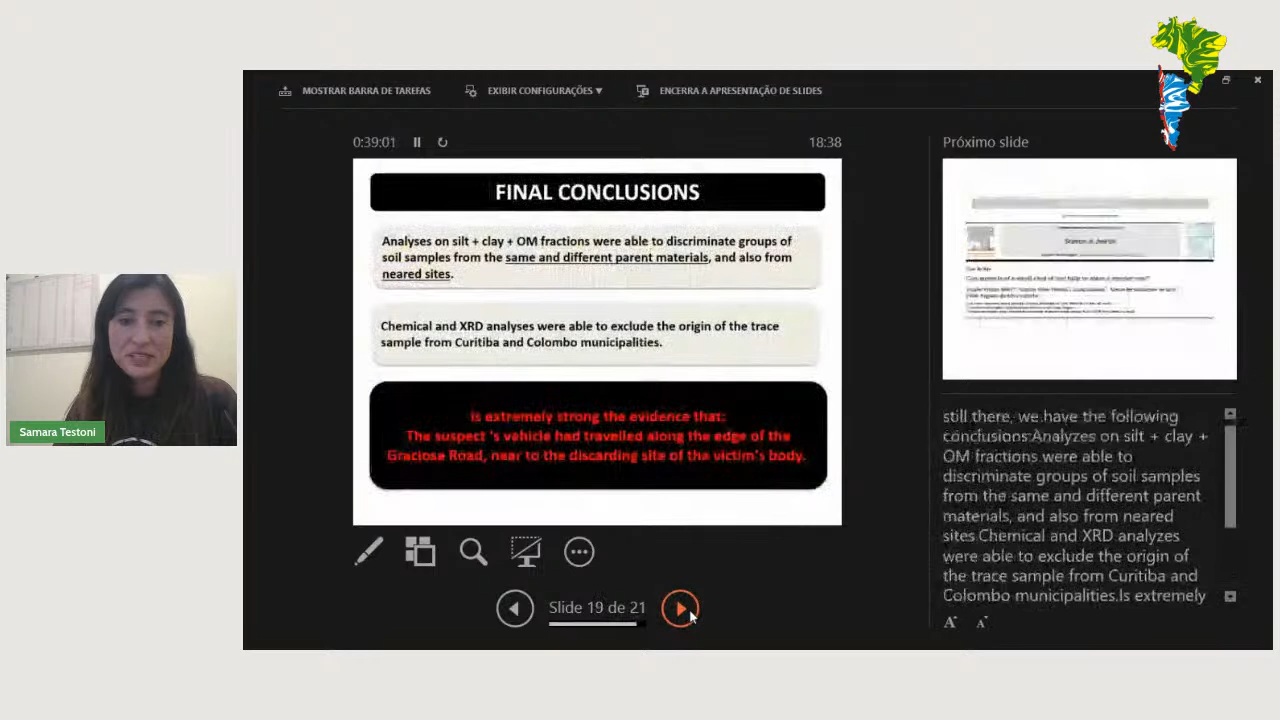 MOSTRAR BARRA DE TAREFAS
EXIBIR CONFIGURAÇÕES ▼
ENCERRA A APRESENTAÇÃO DE SLIDES
0:39:01
18:38
FINAL CONCLUSIONS
Analyses on silt + clay + OM fractions were able to discriminate groups of
soil samples from the same and different parent materials, and also from
neared sites.
Chemical and XRD analyses were able to exclude the origin of the trace
sample from Curitiba and Colombo municipalities.
Is extremely strong the evidence that:
The suspect 's vehicle had travelled along the edge of the
Graciosa Road, near to the discarding site of the victim's body.
Slide 19 de 21
Próximo slide
still there, we have the following
conclusions:Analyzes on silt + clay +
OM fractions were able to
discriminate groups of soil samples
from the same and different parent
materials, and also from neared
sites Chemical and XRD analyzes
were able to exclude the origin of
the trace sample from Curitiba and
Colombo municipalities.Is extremely
A A
Samara Testoni